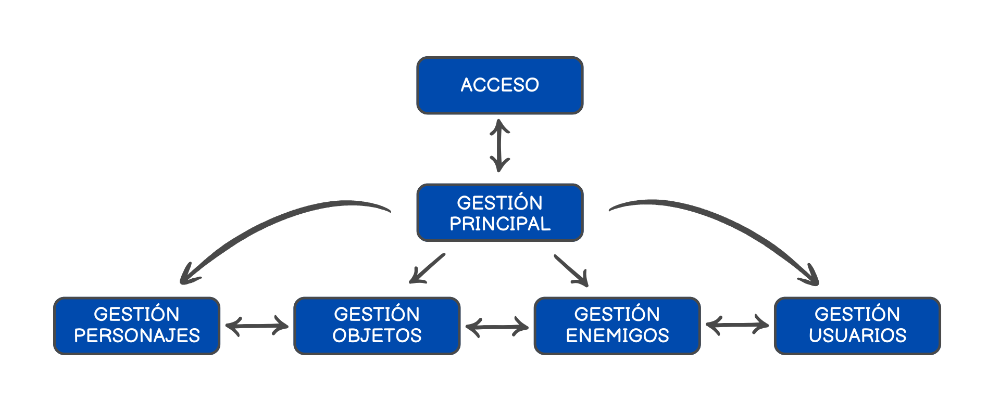 ACCESO
GESTIÓN
PRINCIPAL
GESTIÓN
PERSONAJES
GESTIÓN
OBJETOS
GESTIÓN
ENEMIGOS
GESTIÓN
USUARIOS